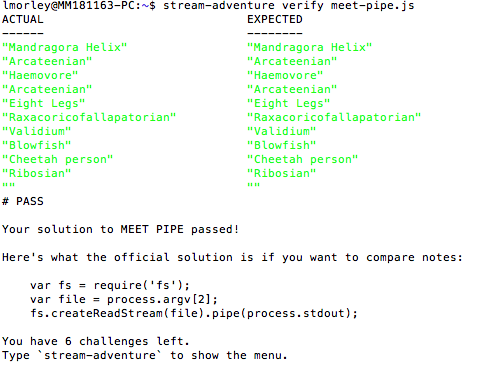 lmorley@MM181163-PC:~$ stream-adventure verify meet-pipe.js
ACTUAL                             EXPECTED
------                             --------
"Mandragora Helix"                 "Mandragora Helix"
"Arcateenian"                      "Arcateenian"
"Haemovore"                        "Haemovore"
"Arcateenian"                      "Arcateenian"
"Eight Legs"                       "Eight Legs"
"Raxacoricofallapatorian"          "Raxacoricofallapatorian"
"Validium"                         "Validium"
"Blowfish"                         "Blowfish"
"Cheetah person"                   "Cheetah person"
"Ribosian"                         "Ribosian"
""                                 ""
# PASS
Your solution to MEET PIPE passed!
Here's what the official solution is if you want to compare notes:
    var fs = require('fs');
    var file = process.argv[2];
    fs.createReadStream(file).pipe(process.stdout);
You have 6 challenges left.
Type `stream-adventure` to show the menu.